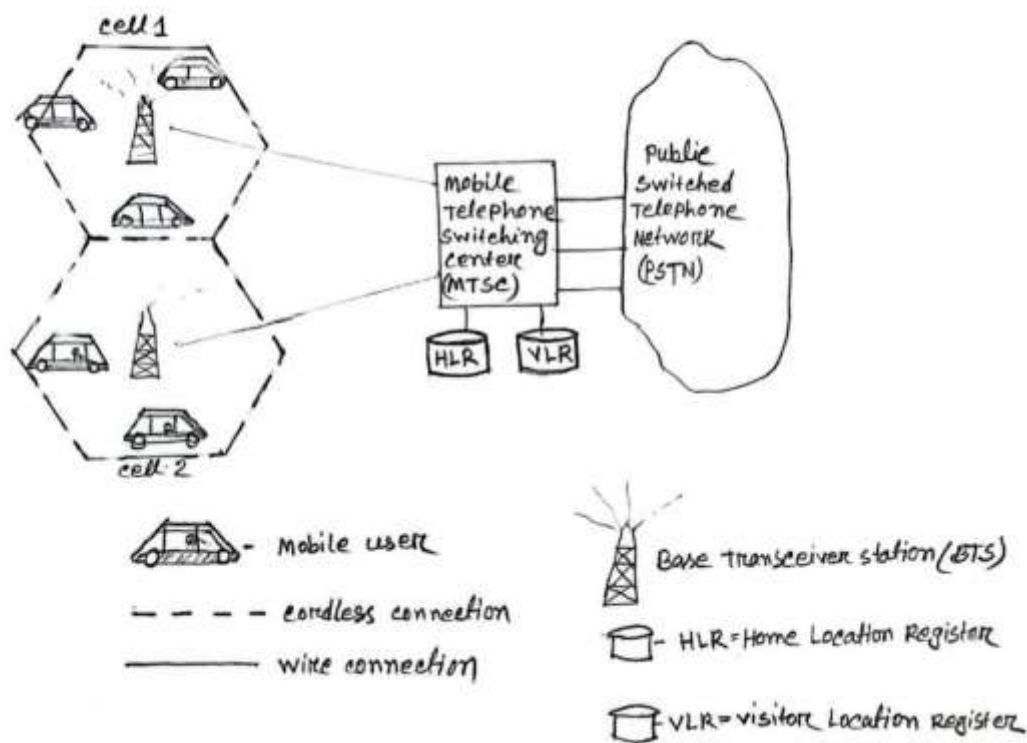 cell 1
Mobile
Telephone
Switching
center
(MTSC)
Public
Switched
Telephone
Network
(PSTN)
HLR
VLR
cell-2
- Mobile user
cordless connection
wire connection
Base Transceiver station (BTS)
- HLR = Home Location Register
- VLR = visitor Location Register